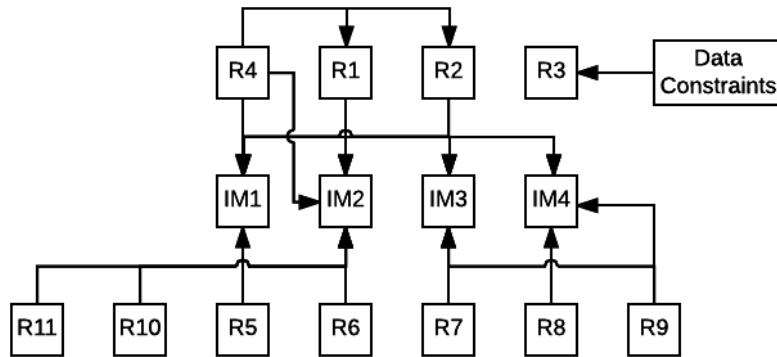 R4
R1
R2
R3
Data
Constraints
IM1
IM2
IM3
IM4
R11
R10
R5
R6
R7
R8
R9